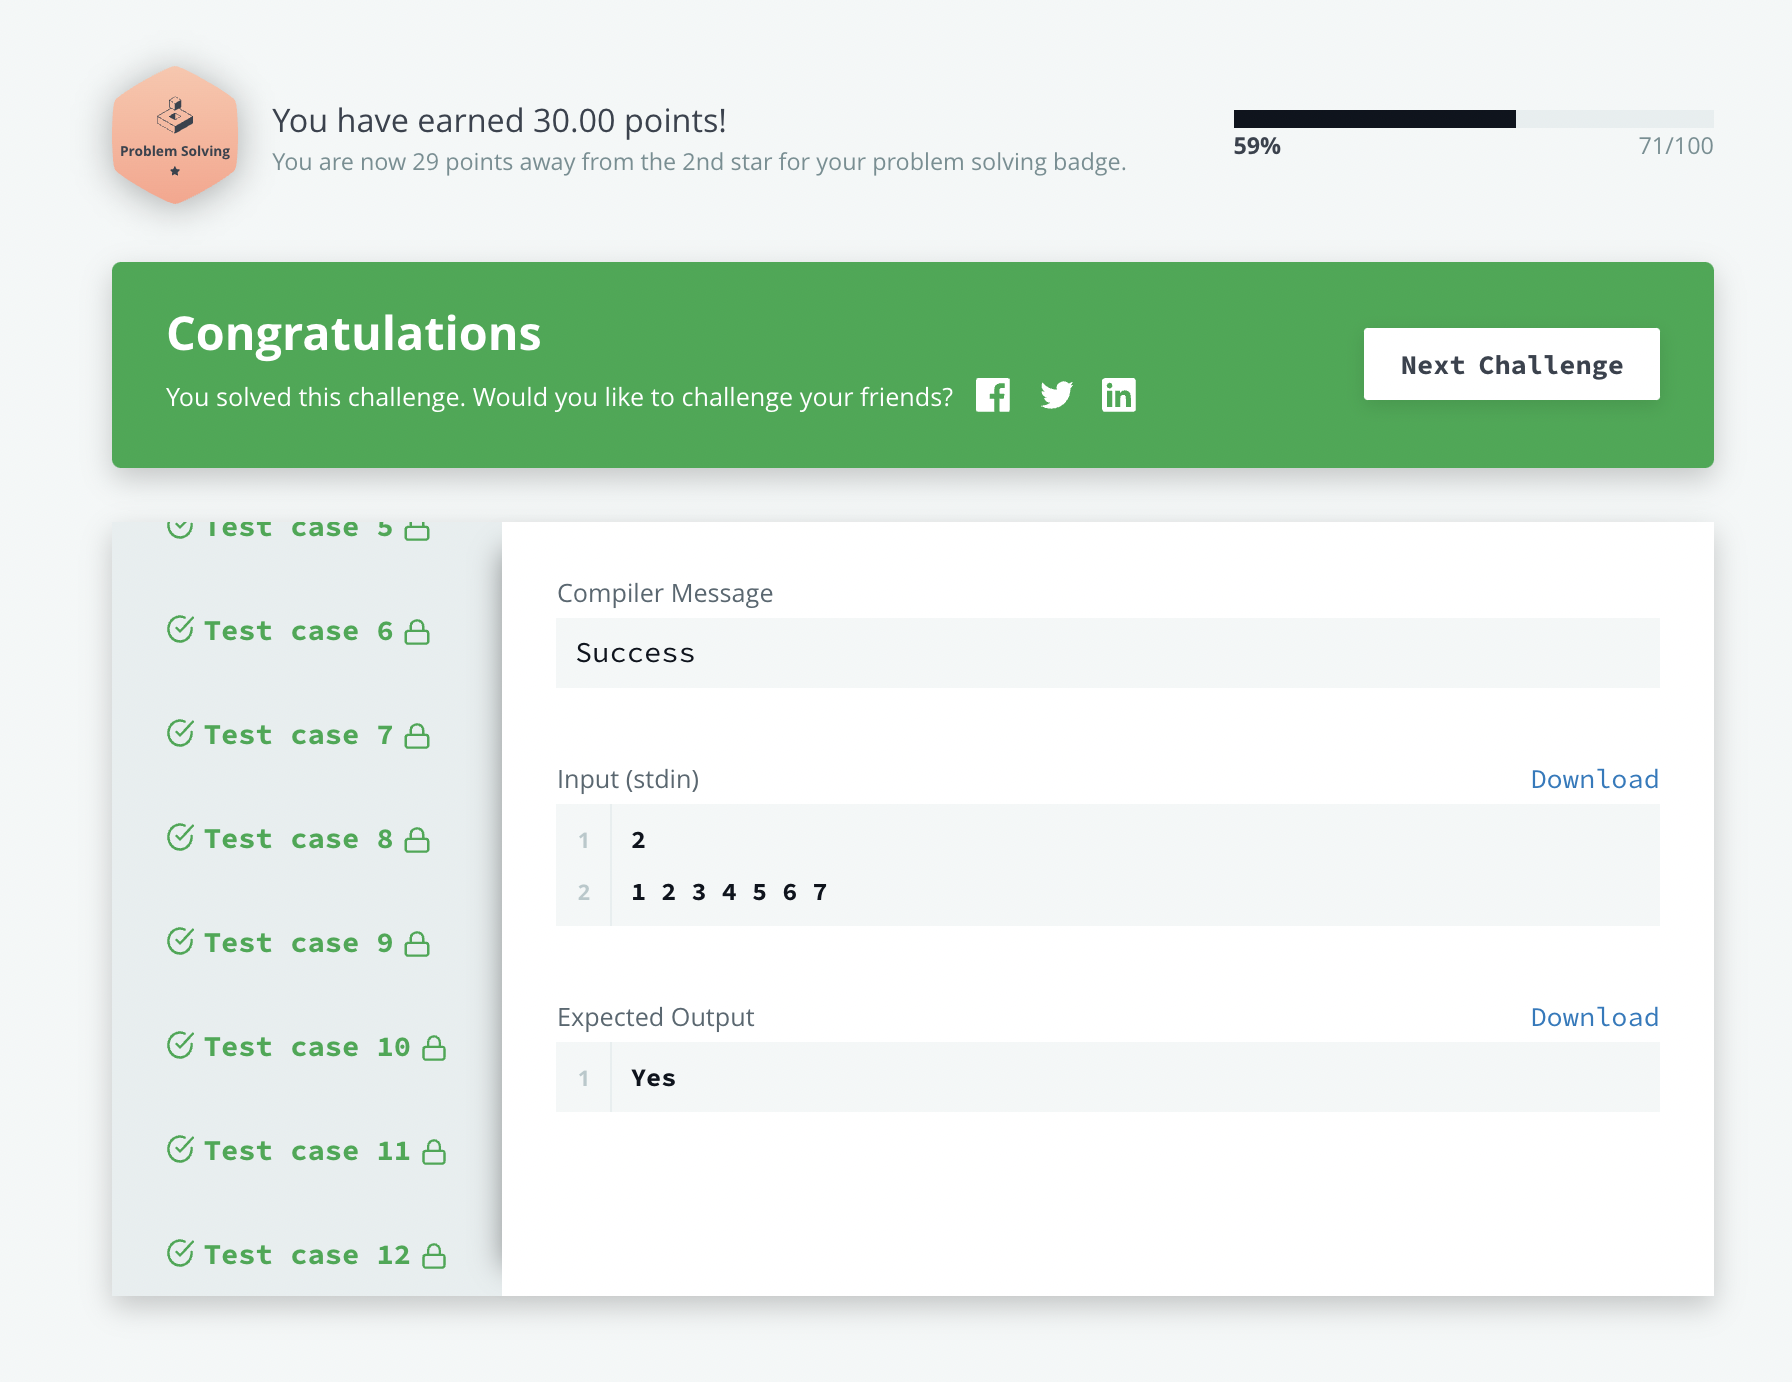 Problem Solving
You have earned 30.00 points!
You are now 29 points away from the 2nd star for your problem solving badge.
59%
71/100
Congratulations
You solved this challenge. Would you like to challenge your friends?
Next Challenge
Test case 5
Test case 6
Test case 7
Test case 8
Test case 9
Test case 10
Test case 11
Test case 12
Compiler Message
Success
Input (stdin)
Download
1 2
2 1 2 3 4 5 6 7
Expected Output
Download
1 Yes